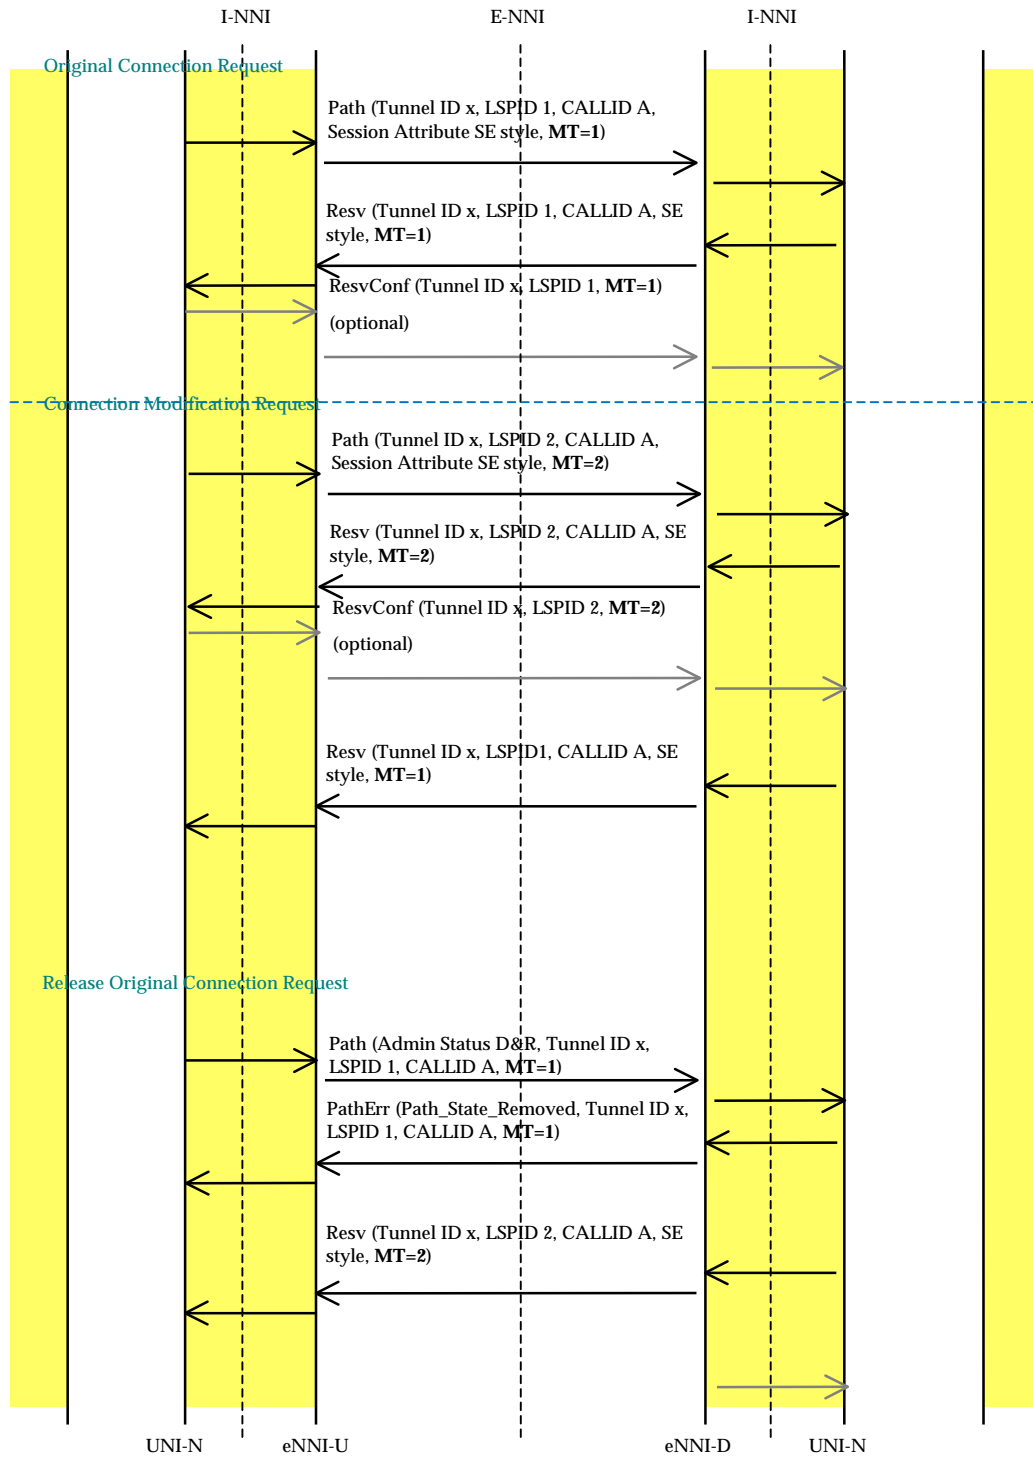 I-NNI E-NNI I-NNI
Original Connection Request
Path (Tunnel ID x, LSPID 1, CALLID A,
Session Attribute SE style, MT=1)
Resv (Tunnel ID x, LSPID 1, CALLID A, SE
style, MT=1)
ResvConf (Tunnel ID x, LSPID 1, MT=1)
(optional)
Connection Modification Request
Path (Tunnel ID x, LSPID 2, CALLID A,
Session Attribute SE style, MT=2)
Resv (Tunnel ID x, LSPID 2, CALLID A, SE
style, MT=2)
ResvConf (Tunnel ID x, LSPID 2, MT=2)
(optional)
Resv (Tunnel ID x, LSPID1, CALLID A, SE
style, MT=1)
Release Original Connection Request
Path (Admin Status D&R, Tunnel ID x,
LSPID 1, CALLID A, MT=1)
PathErr (Path_State_Removed, Tunnel ID x,
LSPID 1, CALLID A, MT=1)
Resv (Tunnel ID x, LSPID 2, CALLID A, SE
style, MT=2)
UNI-N eNNI-U eNNI-D UNI-N